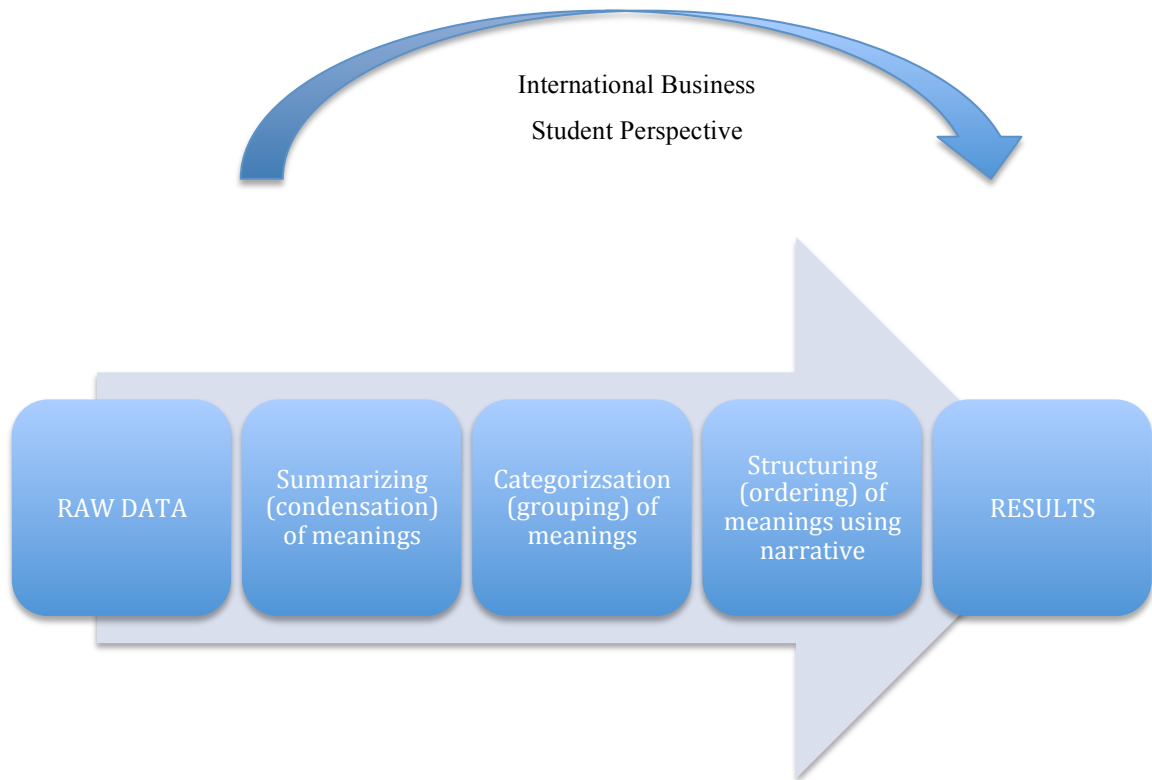 International Business
Student Perspective
RAW DATA
Summarizing
(condensation)
of meanings
Categorizsation
(grouping) of
meanings
Structuring
(ordering) of
meanings using
narrative
RESULTS